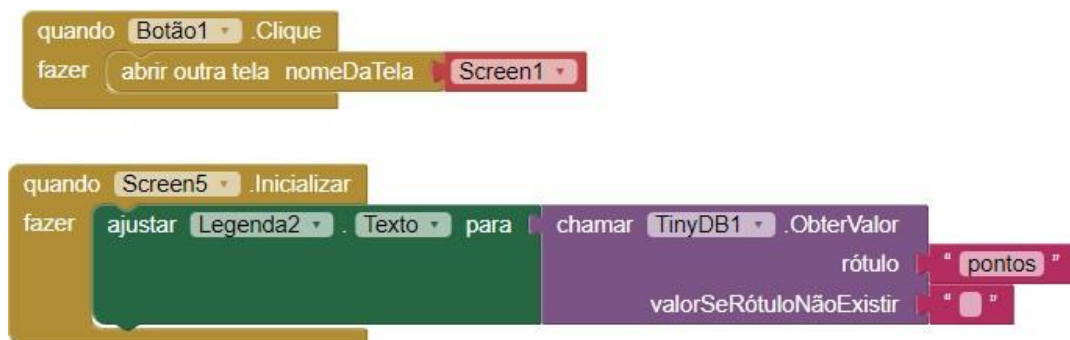 quando Botão1 .Clique
fazer abrir outra tela nomeDaTela Screen1
quando Screen5 .Inicializar
fazer ajustar Legenda2 . Texto para chamar TinyDB1 .ObterValor
rótulo " pontos "
valorSeRótuloNãoExistir " "